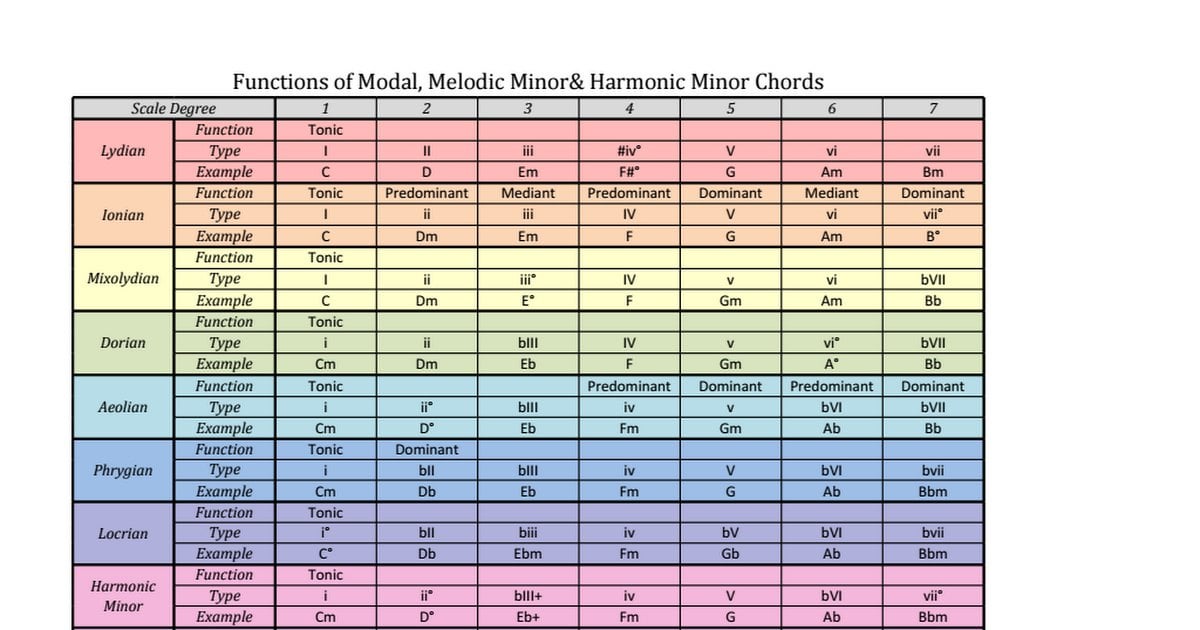 Functions of Modal, Melodic Minor& Harmonic Minor Chords
Scale Degree 1 2 3 4 5 6 7
Lydian
Function Tonic
Type I II iii #iv° V vi vii
Example C D Em F#° G Am Bm
Ionian
Function Tonic Predominant Mediant Predominant Dominant Mediant Dominant
Type I ii iii IV V vi vii°
Example C Dm Em F G Am B°
Mixolydian
Function Tonic
Type I ii iii° IV v vi bVII
Example C Dm E° F Gm Am Bb
Dorian
Function Tonic
Type i ii bIII IV v vi° bVII
Example Cm Dm Eb F Gm A° Bb
Aeolian
Function Tonic Predominant Dominant Predominant Dominant
Type i ii° bIII iv v bVI bVII
Example Cm D° Eb Fm Gm Ab Bb
Phrygian
Function Tonic Dominant
Type i bII bIII iv V bVI bvii
Example Cm Db Eb Fm G Ab Bbm
Locrian
Function Tonic
Type i° bII biii iv bV bVI bvii
Example C° Db Ebm Fm Gb Ab Bbm
Harmonic
Minor
Function Tonic
Type i ii° bIII+ iv V bVI vii°
Example Cm D° Eb+ Fm G Ab Bbm